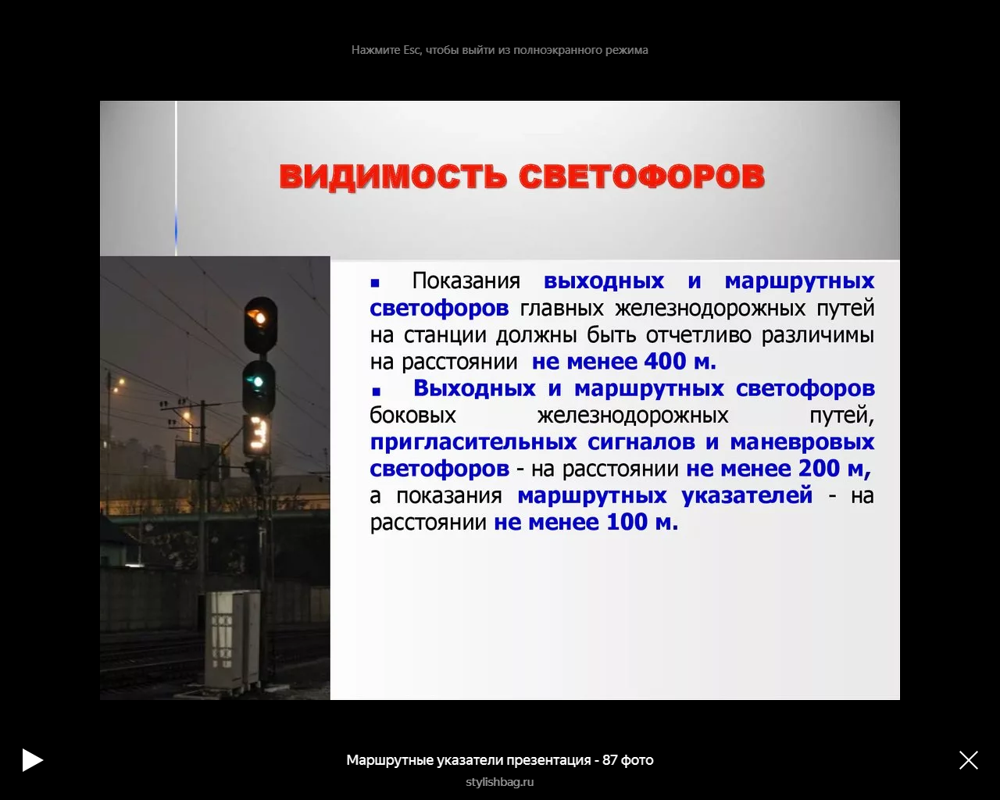 Нажмите Esc, чтобы выйти из полноэкранного режима
ВИДИМОСТЬ СВЕТОФОРОВ
▪ Показания выходных и маршрутных
светофоров главных железнодорожных путей
на станции должны быть отчетливо различимы
на расстоянии не менее 400 м.
▪ Выходных и маршрутных светофоров
боковых железнодорожных путей,
пригласительных сигналов и маневровых
светофоров - на расстоянии не менее 200 м,
а показания маршрутных указателей - на
расстоянии не менее 100 м.
3
Маршрутные указатели презентация - 87 фото
stylishbag.ru